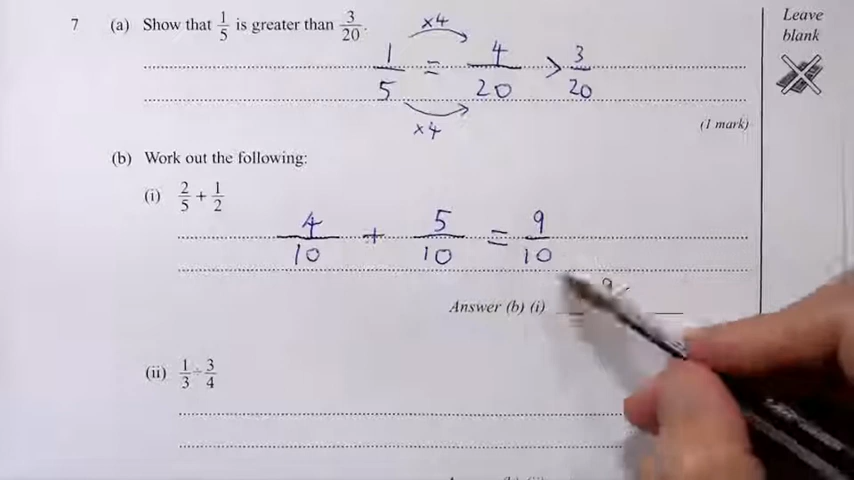 7 (a) Show that 1/5 is greater than 3/20.
Leave
blank
×4
1/5 = 4/20 > 3/20
×4
(1 mark)
(b) Work out the following:
(i) 2/5 + 1/2
4/10 + 5/10 = 9/10
Answer (b) (i)
(ii) 1/3 ÷ 3/4